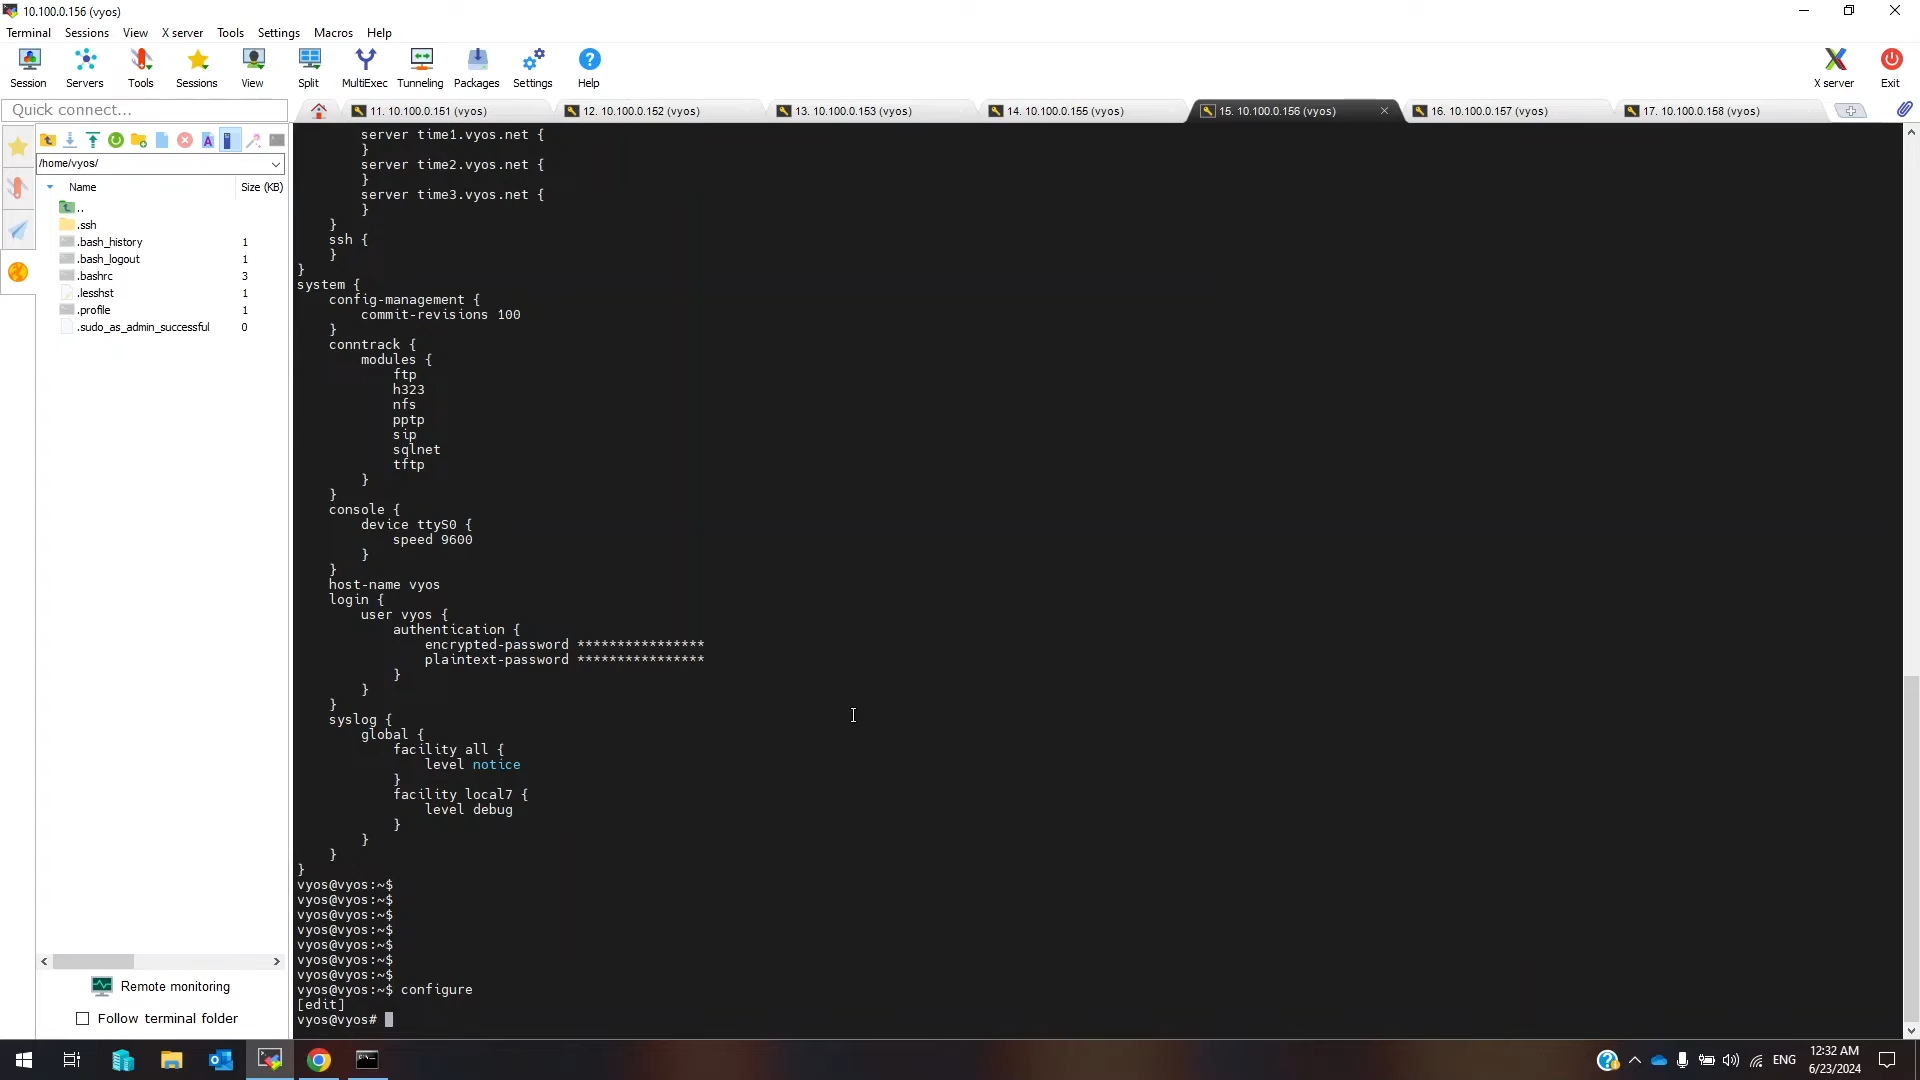 10.100.0.156 (vyos)
Terminal Sessions View X server Tools Settings Macros Help
Session Servers Tools Sessions View Split MultiExec Tunneling Packages Settings Help X server Exit
Quick connect...
11. 10.100.0.151 (vyos)
12. 10.100.0.152 (vyos)
13. 10.100.0.153 (vyos)
14. 10.100.0.155 (vyos)
15. 10.100.0.156 (vyos)
16. 10.100.0.157 (vyos)
17. 10.100.0.158 (vyos)
/home/vyos/
Name Size (KB)
..
.ssh
.bash_history 1
.bash_logout 1
.bashrc 3
.lesshst 1
.profile 1
.sudo_as_admin_successful 0
Remote monitoring
Follow terminal folder
server time1.vyos.net {
}
server time2.vyos.net {
}
server time3.vyos.net {
}
}
ssh {
}
}
system {
config-management {
commit-revisions 100
}
conntrack {
modules {
ftp
h323
nfs
pptp
sip
sqlnet
tftp
}
}
console {
device ttyS0 {
speed 9600
}
}
host-name vyos
login {
user vyos {
authentication {
encrypted-password ****************
plaintext-password ****************
}
}
}
syslog {
global {
facility all {
level notice
}
facility local7 {
level debug
}
}
}
}
vyos@vyos:~$
vyos@vyos:~$
vyos@vyos:~$
vyos@vyos:~$
vyos@vyos:~$
vyos@vyos:~$
vyos@vyos:~$
vyos@vyos:~$ configure
[edit]
vyos@vyos#
ENG
12:32 AM
6/23/2024